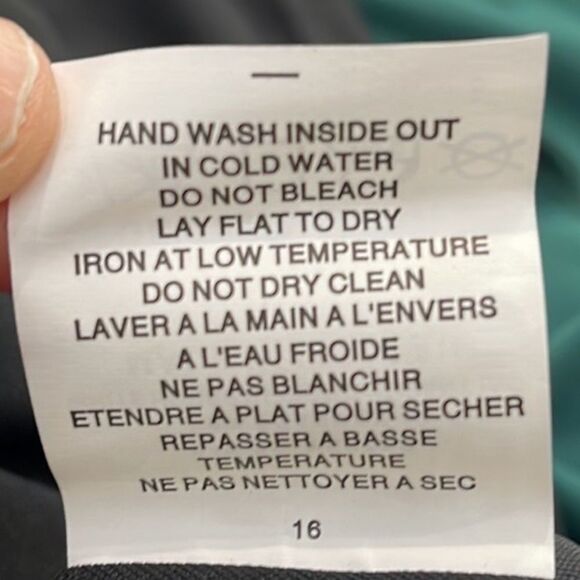 HAND WASH INSIDE OUT
IN COLD WATER
DO NOT BLEACH
LAY FLAT TO DRY
IRON AT LOW TEMPERATURE
DO NOT DRY CLEAN
LAVER A LA MAIN A L'ENVERS
A L'EAU FROIDE
NE PAS BLANCHIR
ETENDRE A PLAT POUR SECHER
REPASSER A BASSE
TEMPERATURE
NE PAS NETTOYER A SEC
16